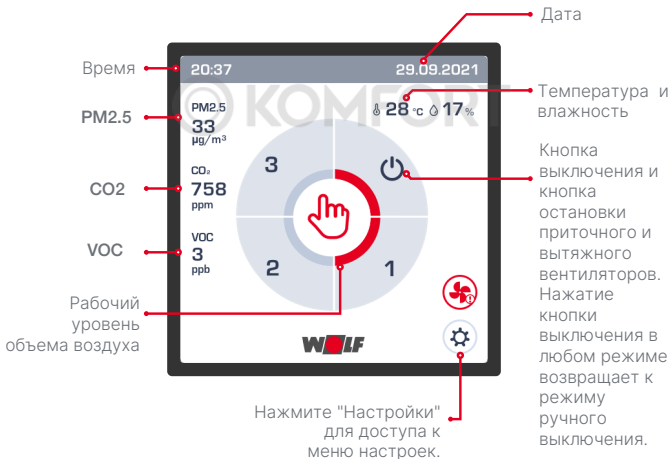 Дата
Время
20:37
29.09.2021
KOMFORT
PM2.5
PM2.5
33
µg/m³
28 °C
17 %
Температура и
влажность
CO2
CO₂
758
ppm
VOC
VOC
3
ppb
3
2
1
Кнопка
выключения и
кнопка
остановки
приточного и
вытяжного
вентиляторов.
Нажатие
кнопки
выключения в
любом режиме
возвращает к
режиму
ручного
выключения.
Рабочий
уровень
объема воздуха
WOLF
Нажмите "Настройки"
для доступа к
меню настроек.